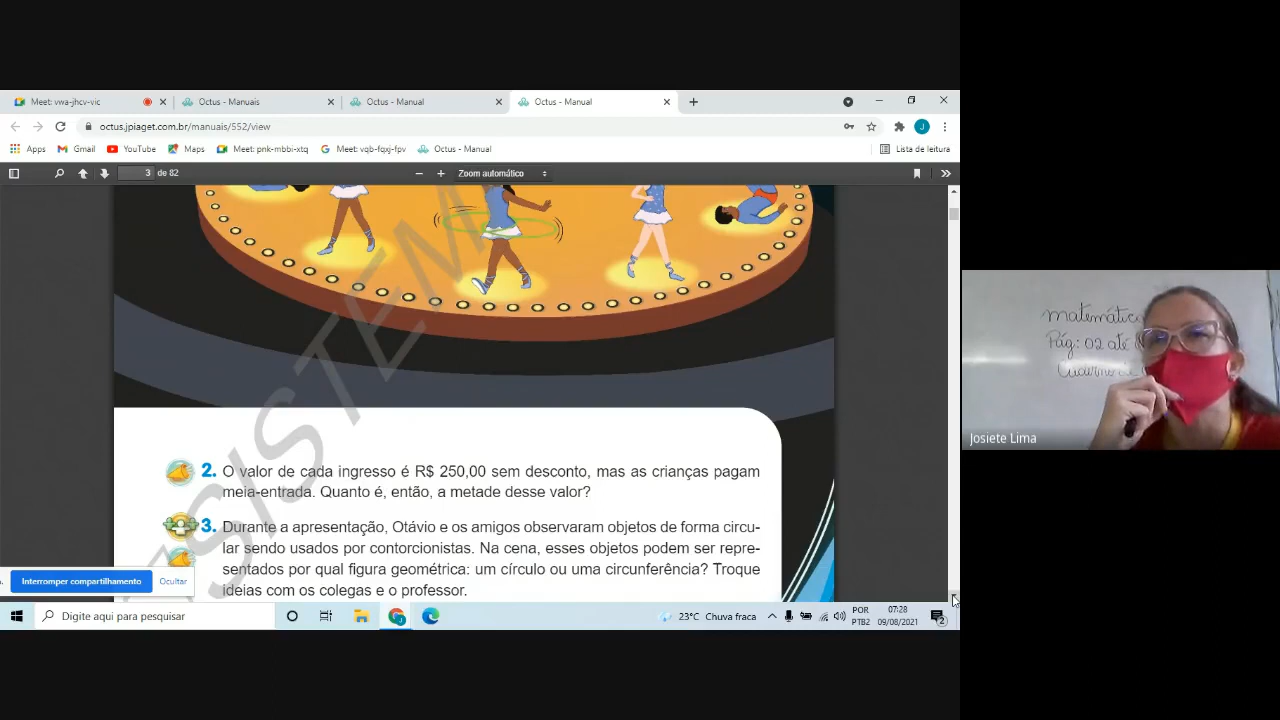 Meet: vwa-jhcv-vic
Octus - Manuais
Octus - Manual
Octus - Manual
octus.jpiaget.com.br/manuais/552/view
Apps
Gmail
YouTube
Maps
Meet: pnk-mbbi-xtq
Meet: vqb-fqxj-fpv
Octus - Manual
Lista de leitura
3 de 82
Zoom automático
2. O valor de cada ingresso é R$ 250,00 sem desconto, mas as crianças pagam
meia-entrada. Quanto é, então, a metade desse valor?
3. Durante a apresentação, Otávio e os amigos observaram objetos de forma circu-
lar sendo usados por contorcionistas. Na cena, esses objetos podem ser repre-
sentados por qual figura geométrica: um círculo ou uma circunferência? Troque
ideias com os colegas e o professor.
SISTEM
Interromper compartilhamento
Ocultar
Digite aqui para pesquisar
23°C Chuva fraca
POR
PTB2
07:28
09/08/2021
2
matemátic
Pág: 02 até
Caderno de
Josiete Lima